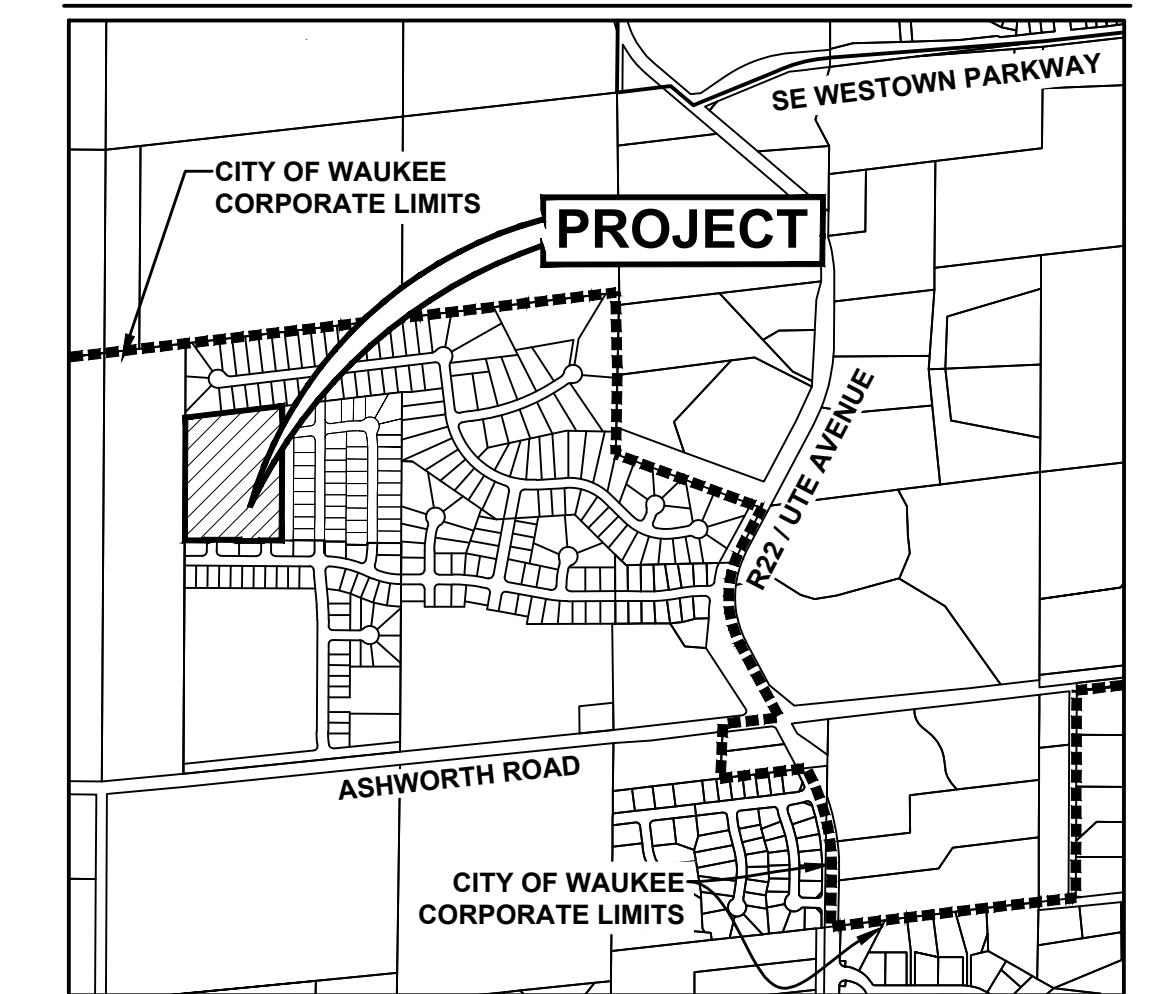 SE WESTOWN PARKWAY
CITY OF WAUKEE
CORPORATE LIMITS
PROJECT
R22 / UTE AVENUE
ASHWORTH ROAD
CITY OF WAUKEE
CORPORATE LIMITS